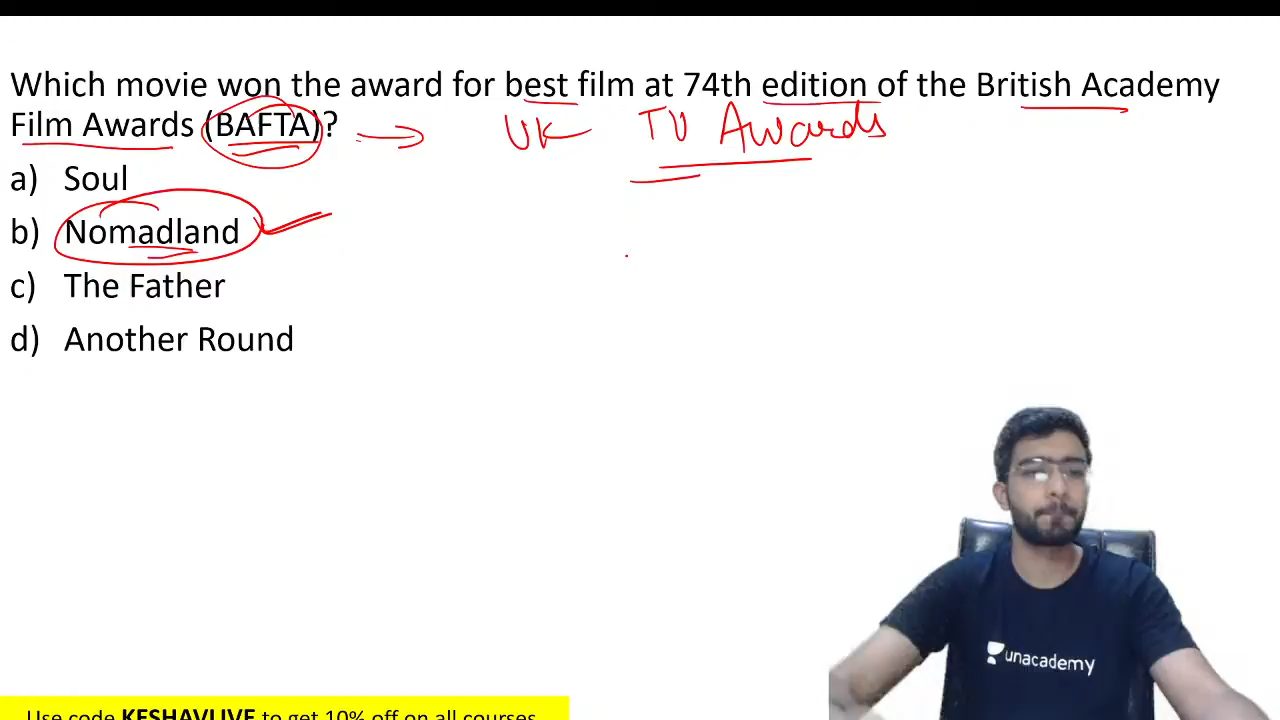 Which movie won the award for best film at 74th edition of the British Academy
Film Awards (BAFTA)?
UK TV Awards
a) Soul
b) Nomadland
c) The Father
d) Another Round
unacademy
Use code KESHAVLIVE to get 10% off on all courses